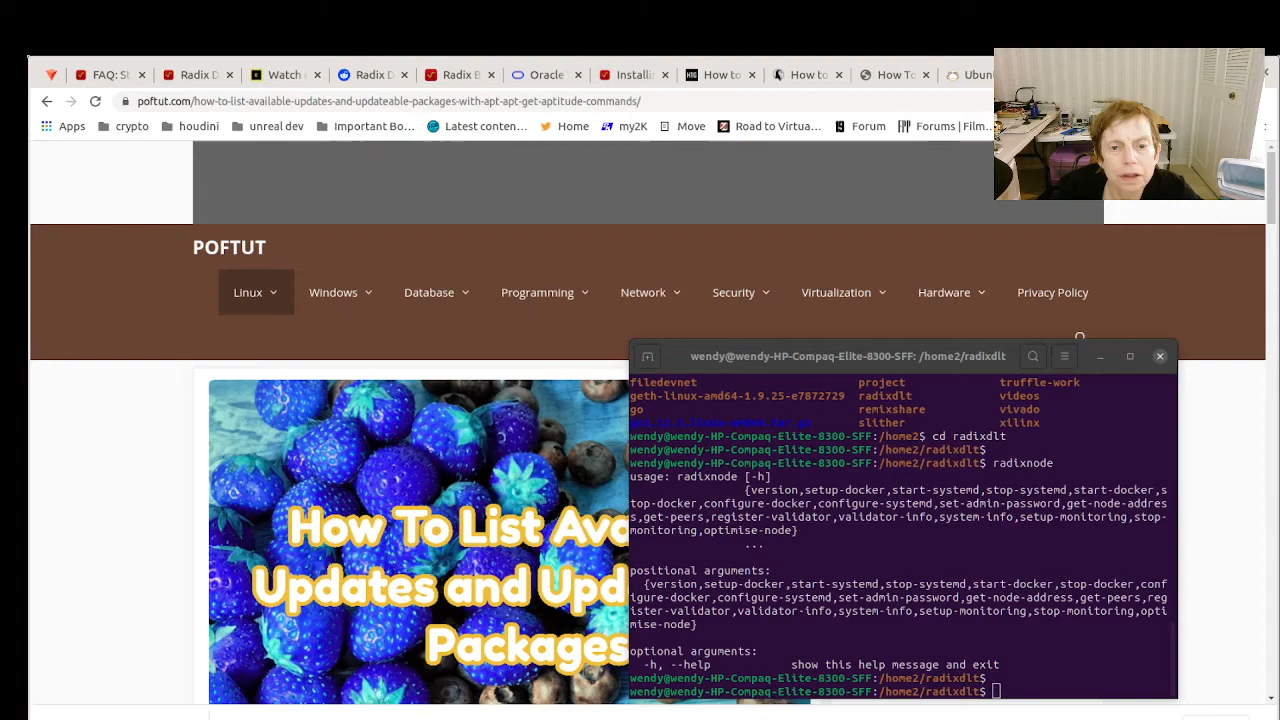 FAQ: St
Radix D
Watch c
Radix D
Radix B
Oracle V
Installin
How to
How to
How To
Ubun
poftut.com/how-to-list-available-updates-and-updateable-packages-with-apt-apt-get-aptitude-commands/
Apps
crypto
houdini
unreal dev
Important Bo...
Latest conten...
Home
my2K
Move
Road to Virtua...
Forum
Forums | Film...
POFTUT
Linux
Windows
Database
Programming
Network
Security
Virtualization
Hardware
Privacy Policy
How To List Ava
Updates and Upd
Packages
wendy@wendy-HP-Compaq-Elite-8300-SFF: /home2/radixdlt
filedevnet project truffle-work
geth-linux-amd64-1.9.25-e7872729 radixdlt videos
go remixshare vivado
slither xilinx
wendy@wendy-HP-Compaq-Elite-8300-SFF:/home2$ cd radixdlt
wendy@wendy-HP-Compaq-Elite-8300-SFF:/home2/radixdlt$
wendy@wendy-HP-Compaq-Elite-8300-SFF:/home2/radixdlt$ radixnode
usage: radixnode [-h]
{version,setup-docker,start-systemd,stop-systemd,start-docker,s
top-docker,configure-docker,configure-systemd,set-admin-password,get-node-addres
s,get-peers,register-validator,validator-info,system-info,setup-monitoring,stop-
monitoring,optimise-node}
...
positional arguments:
{version,setup-docker,start-systemd,stop-systemd,start-docker,stop-docker,conf
igure-docker,configure-systemd,set-admin-password,get-node-address,get-peers,reg
ister-validator,validator-info,system-info,setup-monitoring,stop-monitoring,opti
mise-node}
optional arguments:
-h, --help show this help message and exit
wendy@wendy-HP-Compaq-Elite-8300-SFF:/home2/radixdlt$
wendy@wendy-HP-Compaq-Elite-8300-SFF:/home2/radixdlt$